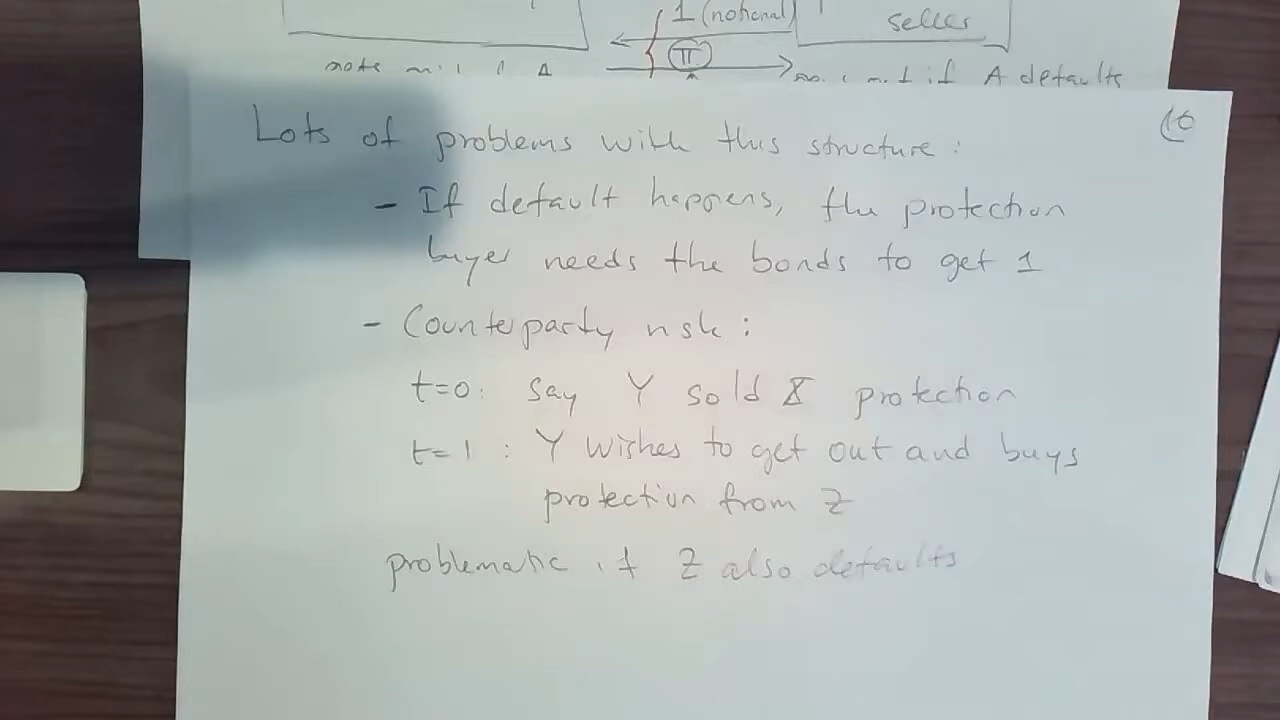 1 (notional)
seller
π
note
if A defaults
Lots of problems with this structure:
- If default happens, the protection
buyer needs the bonds to get 1
- Counterparty risk:
t=0: say Y sold X protection
t=1: Y wishes to get out and buys
protection from Z
problematic if Z also defaults